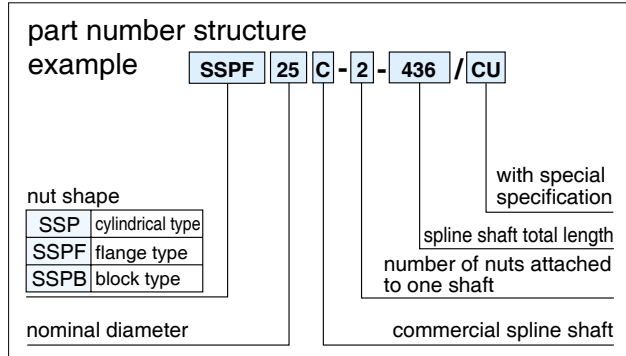 part number structure
example SSPF 25 C - 2 - 436 / CU
with special
specification
nut shape
SSP cylindrical type
SSPF flange type
SSPB block type
spline shaft total length
number of nuts attached
to one shaft
nominal diameter
commercial spline shaft